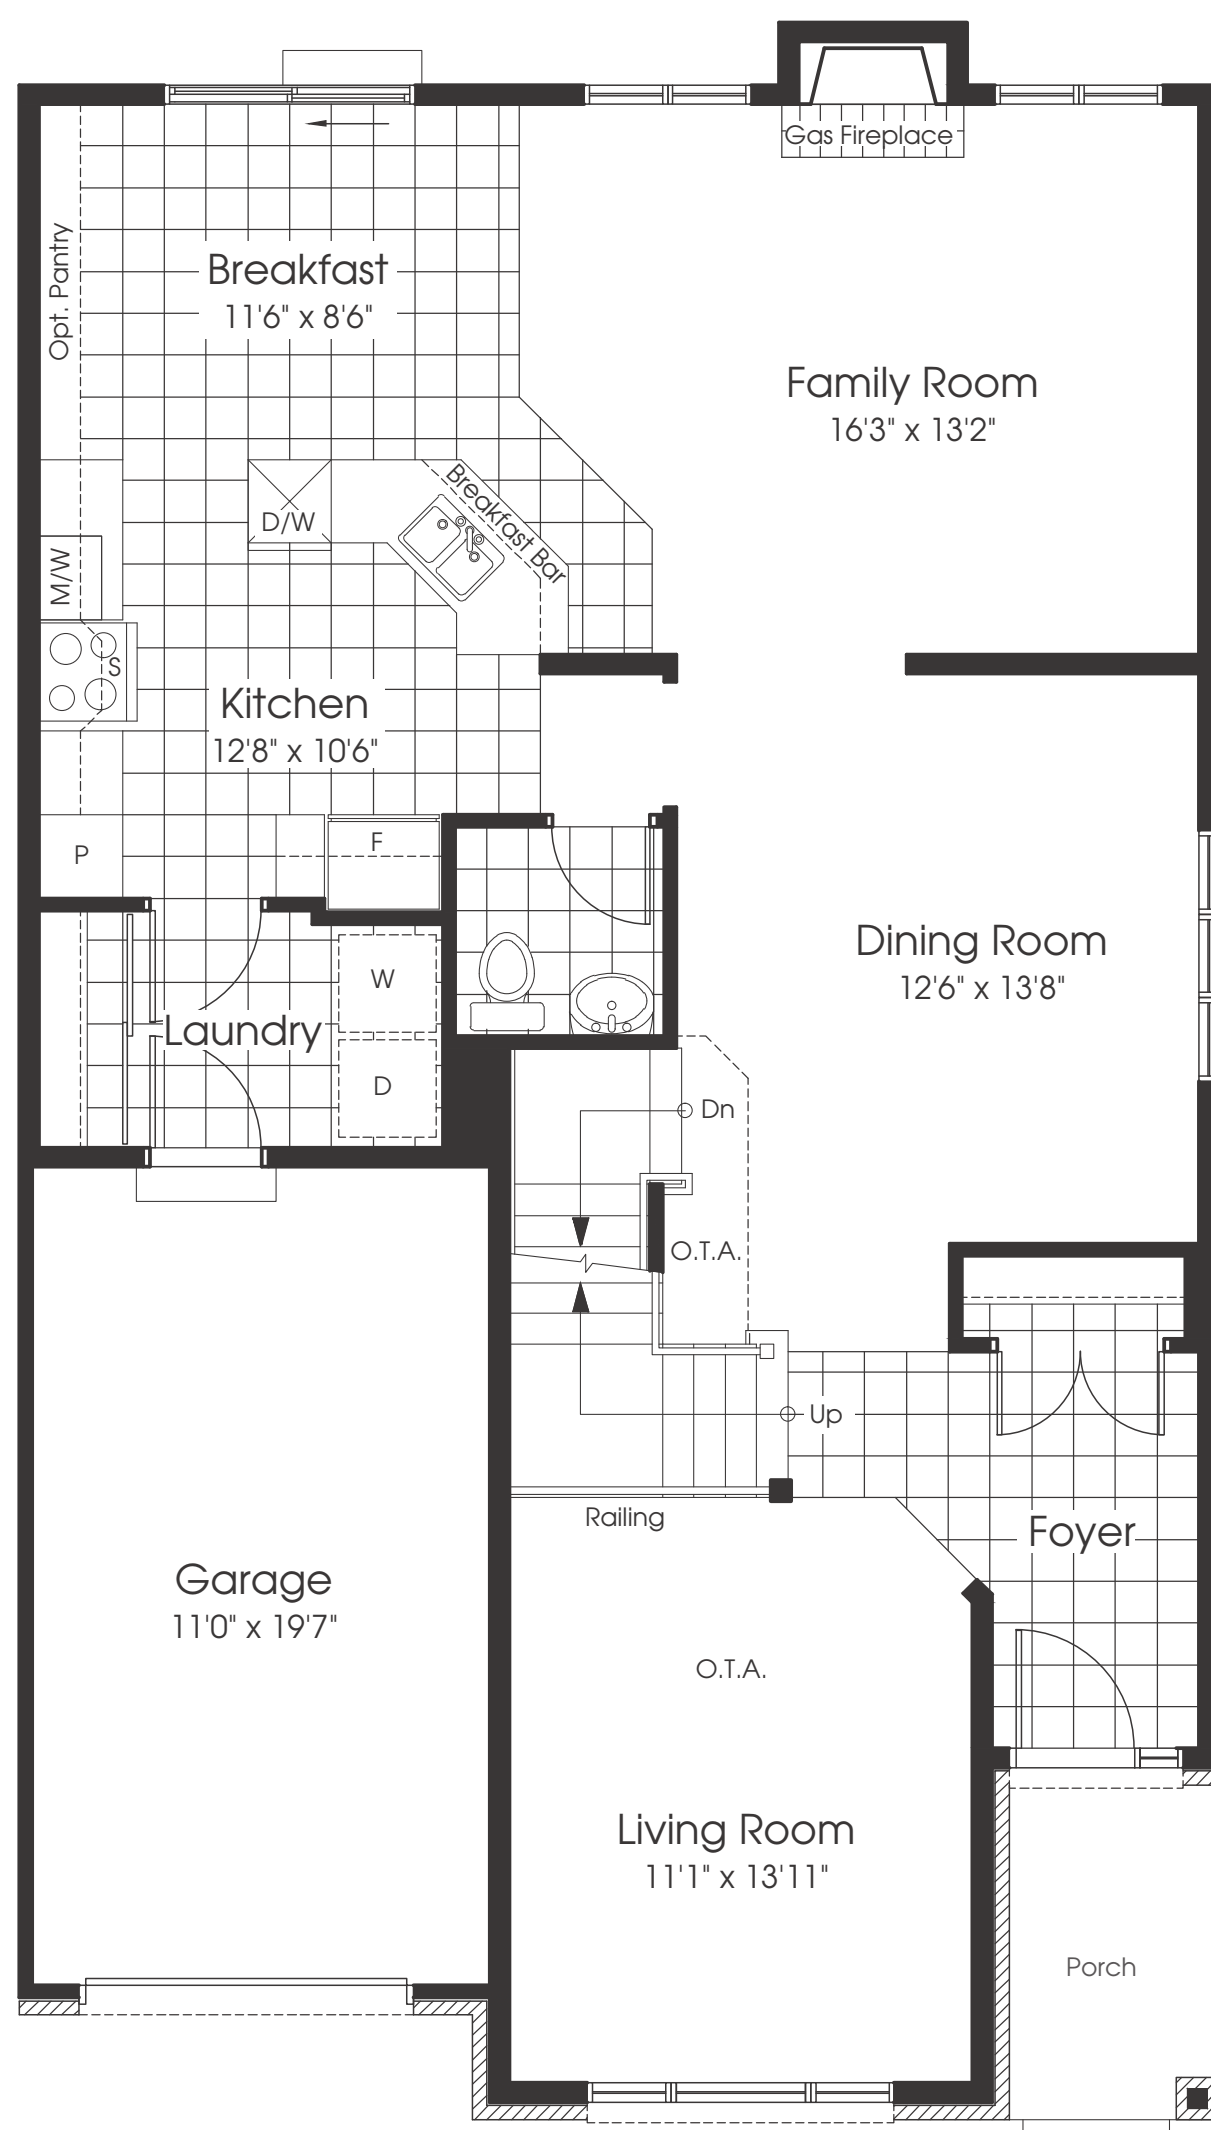 Gas Fireplace
Opt. Pantry
Breakfast
11'6" x 8'6"
Family Room
16'3" x 13'2"
Breakfast Bar
D/W
M/W
S
Kitchen
12'8" x 10'6"
P
F
Dining Room
12'6" x 13'8"
W
Laundry
D
Dn
O.T.A.
Up
Railing
Foyer
Garage
11'0" x 19'7"
O.T.A.
Living Room
11'1" x 13'11"
Porch